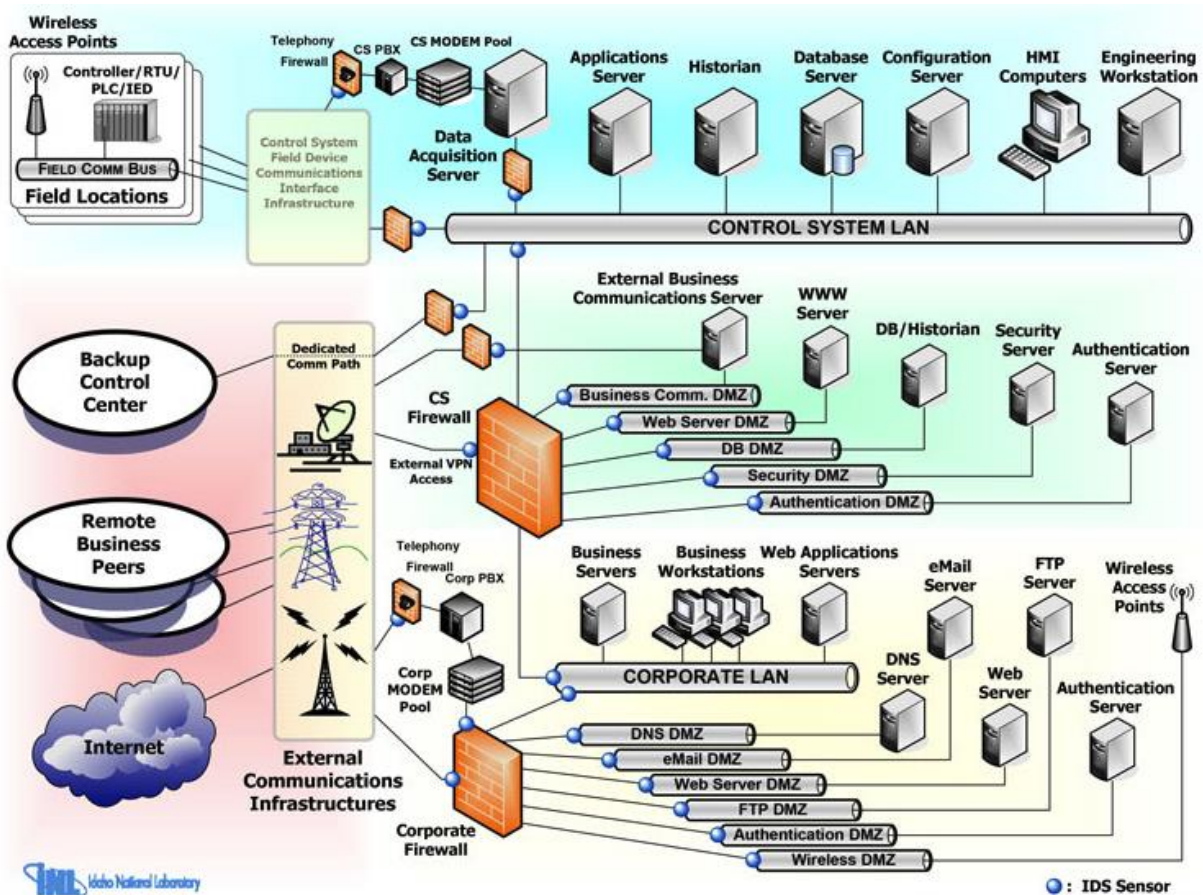 Wireless
Access Points
Controller/RTU/
PLC/IED
FIELD COMM BUS
Field Locations
Telephony
Firewall
CS PBX
CS MODEM Pool
Data
Acquisition
Server
Applications
Server
Historian
Database
Server
Configuration
Server
HMI
Computers
Engineering
Workstation
Control System
Field Device
Communications
Interface
Infrastructure
CONTROL SYSTEM LAN
External Business
Communications Server
WWW
Server
DB/Historian
Security
Server
Authentication
Server
Backup
Control
Center
Dedicated
Comm Path
CS
Firewall
External VPN
Access
Business Comm. DMZ
Web Server DMZ
DB DMZ
Security DMZ
Authentication DMZ
Remote
Business
Peers
Telephony
Firewall
Corp PBX
Corp
MODEM
Pool
Business
Servers
Business
Workstations
Web Applications
Servers
eMail
Server
FTP
Server
Wireless
Access
Points
CORPORATE LAN
DNS
Server
Web
Server
Authentication
Server
Internet
External
Communications
Infrastructures
DNS DMZ
eMail DMZ
Web Server DMZ
FTP DMZ
Authentication DMZ
Wireless DMZ
Corporate
Firewall
INL Idaho National Laboratory
: IDS Sensor